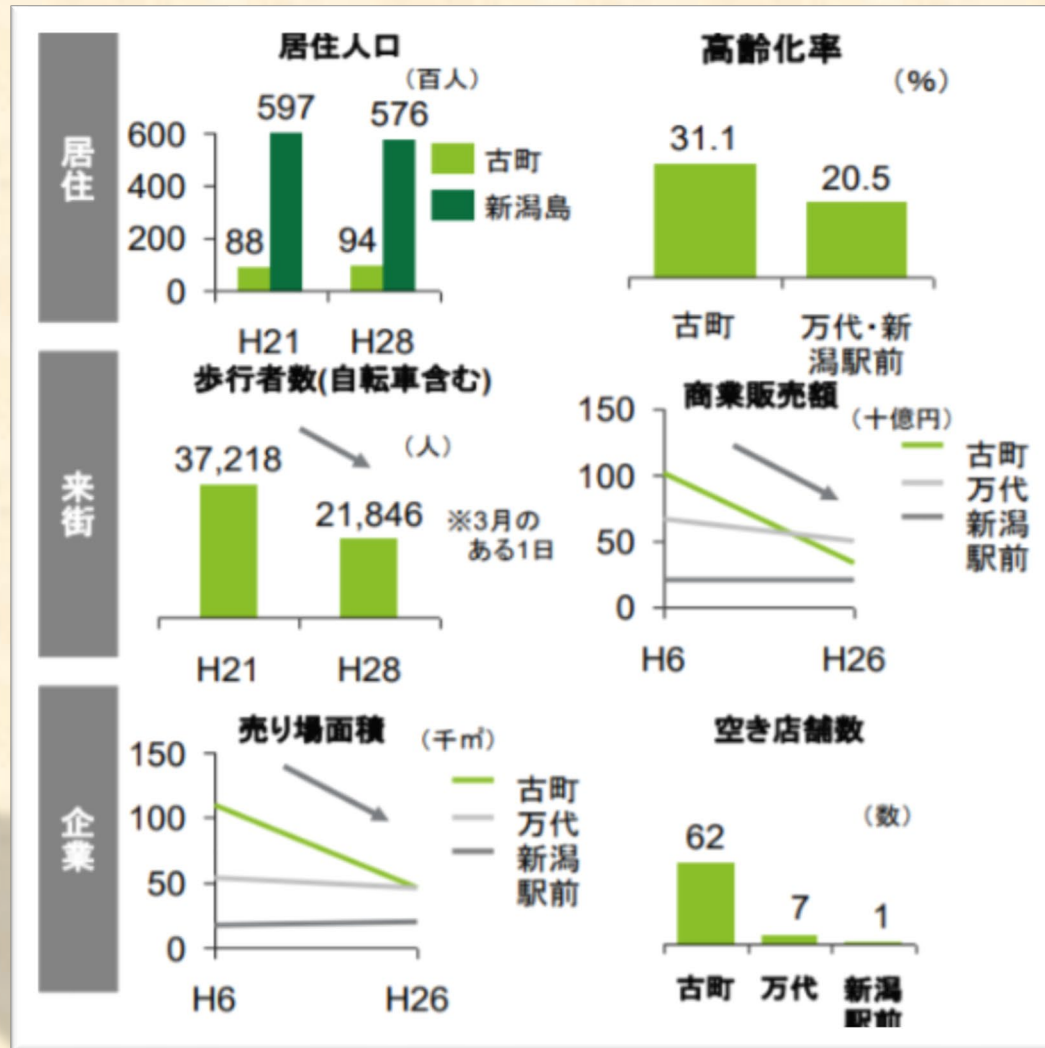 居住
居住人口
(百人)
597
576
600
400
200
0
88
94
古町
新潟島
H21
H28
高齢化率
(%)
31.1
20.5
古町
万代・新
潟駅前
来街
歩行者数(自転車含む)
(人)
37,218
21,846
※3月の
ある1日
H21
H28
商業販売額
(十億円)
150
100
50
0
古町
万代
新潟
駅前
H6
H26
企業
売り場面積
(千㎡)
150
100
50
0
古町
万代
新潟
駅前
H6
H26
空き店舗数
(数)
62
7
1
古町
万代
新潟
駅前